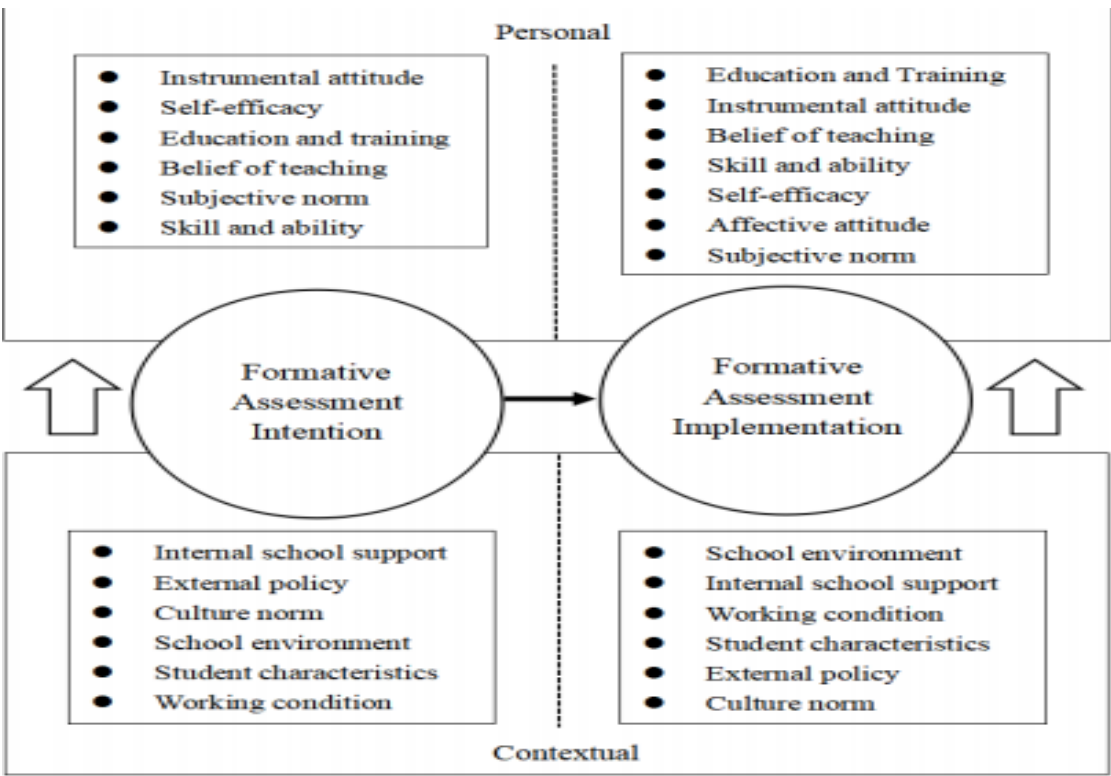 Personal
Instrumental attitude
Self-efficacy
Education and training
Belief of teaching
Subjective norm
Skill and ability
Education and Training
Instrumental attitude
Belief of teaching
Skill and ability
Self-efficacy
Affective attitude
Subjective norm
Formative
Assessment
Intention
Formative
Assessment
Implementation
Internal school support
External policy
Culture norm
School environment
Student characteristics
Working condition
School environment
Internal school support
Working condition
Student characteristics
External policy
Culture norm
Contextual